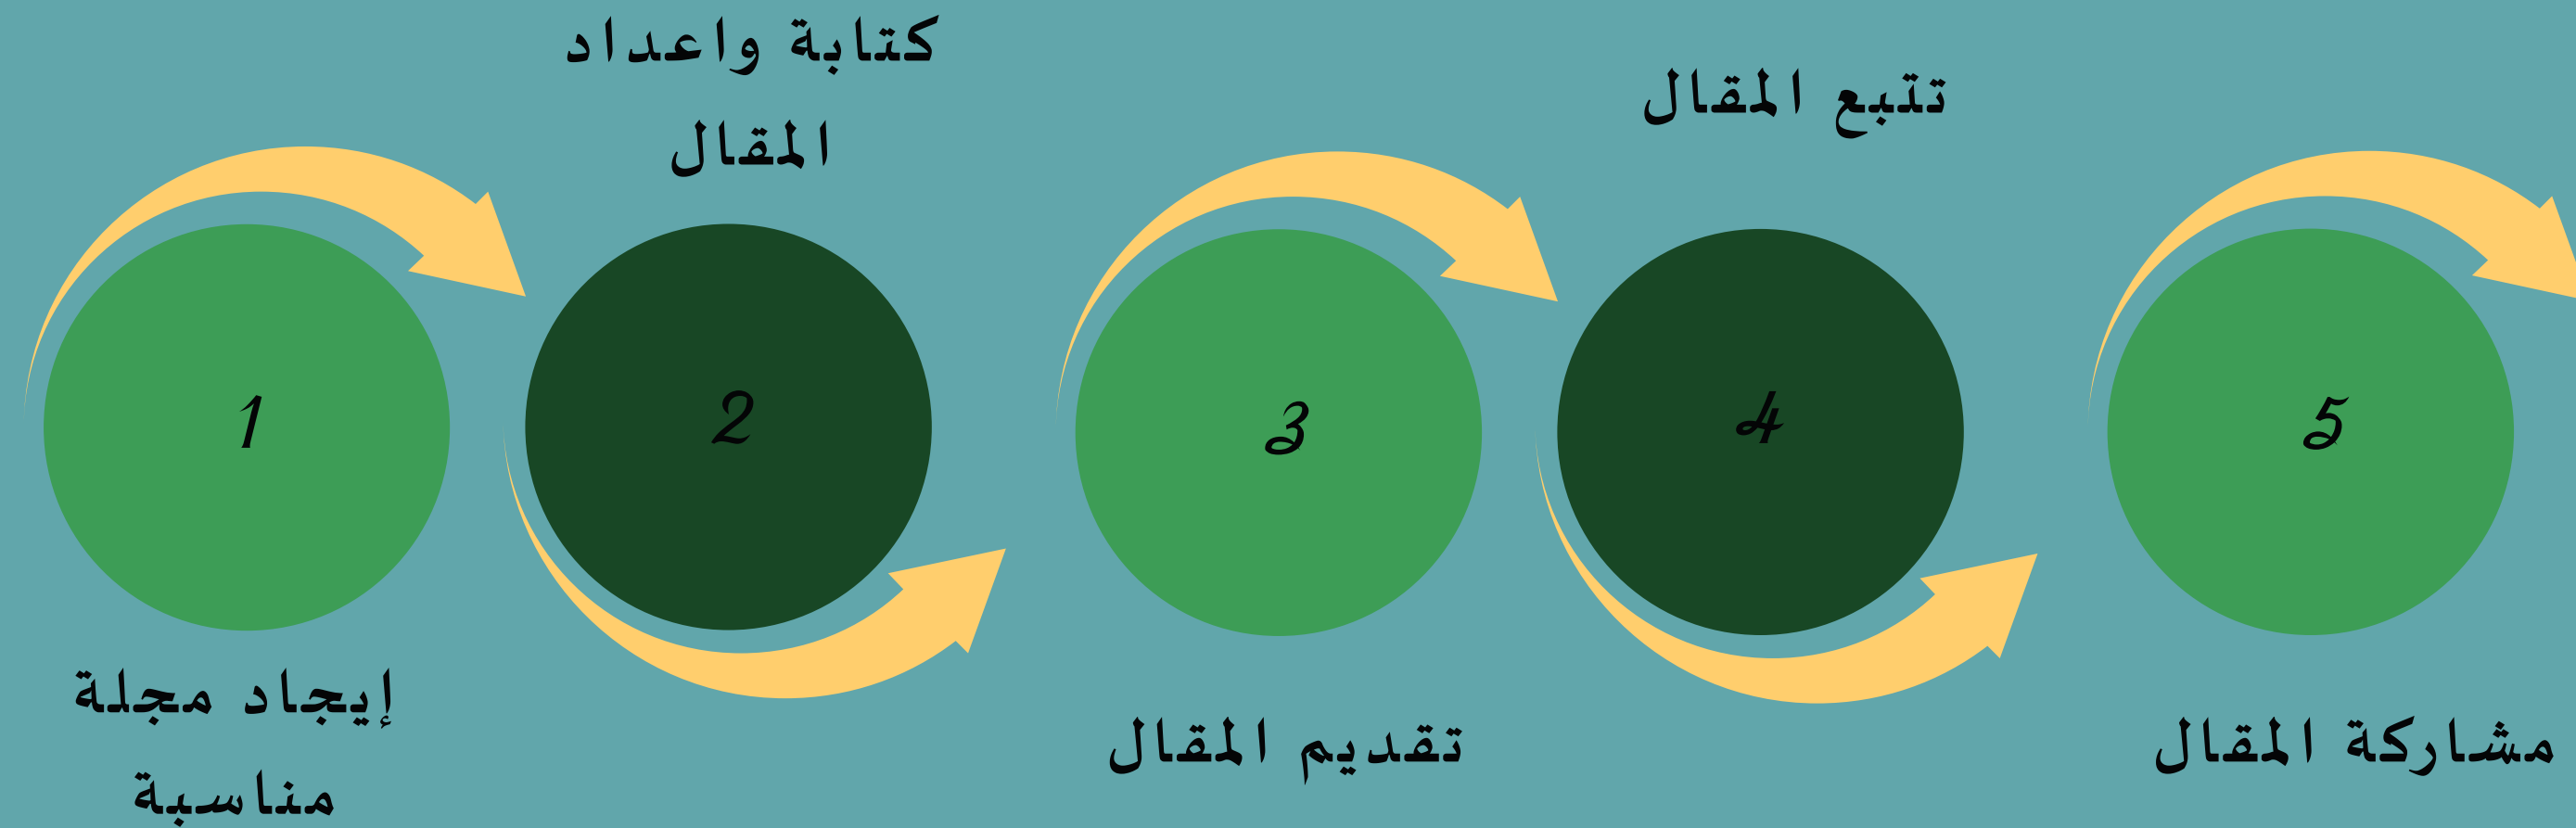 1
إيجاد مجلة
مناسبة
2
كتابة واعداد
المقال
3
تقديم المقال
4
تتبع المقال
5
مشاركة المقال